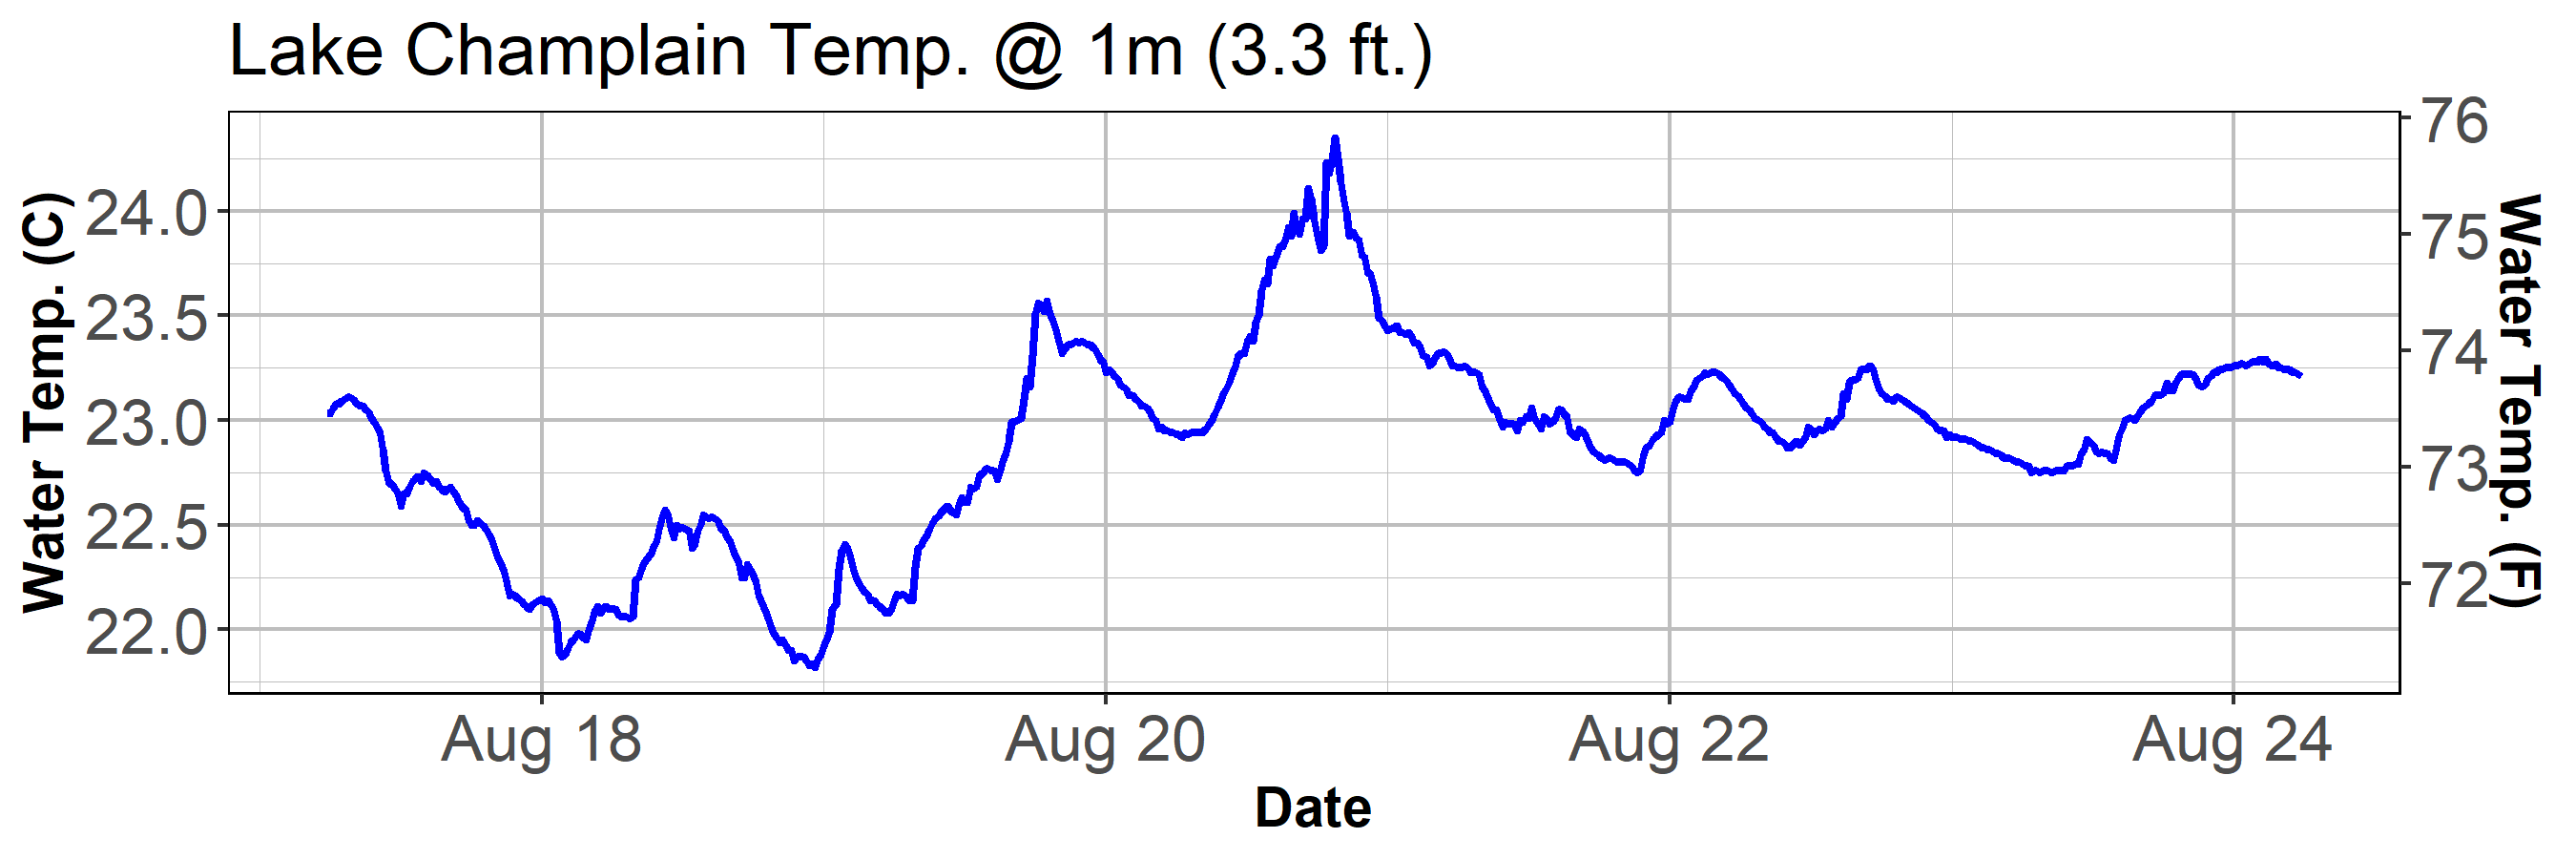 Lake Champlain Temp. @ 1m (3.3 ft.)
Water Temp. (C)
24.0
23.5
23.0
22.5
22.0
76
75
74
73
72
Water Temp. (F)
Aug 18
Aug 20
Aug 22
Aug 24
Date